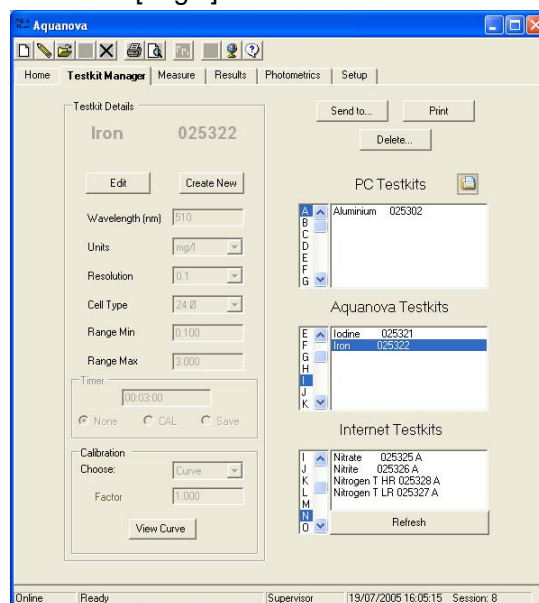 Aquanova
Home Testkit Manager Measure Results Photometrics Setup
Testkit Details
Iron 025322
Edit Create New
Wavelength (nm) 510
Units mg/l
Resolution 0.1
Cell Type 24 Ø
Range Min 0.100
Range Max 3.000
Timer
00:03:00
None CAL Save
Calibration
Choose: Curve
Factor 1.000
View Curve
Send to... Print
Delete...
PC Testkits
A
B
C
D
E
F
G
Aluminium 025302
Aquanova Testkits
E
F
G
H
I
J
K
Iodine 025321
Iron 025322
Internet Testkits
I
J
K
L
M
N
O
Nitrate 025325 A
Nitrite 025326 A
Nitrogen T HR 025328 A
Nitrogen T LR 025327 A
Refresh
Online Ready Supervisor 19/07/2005 16:05:15 Session: 8